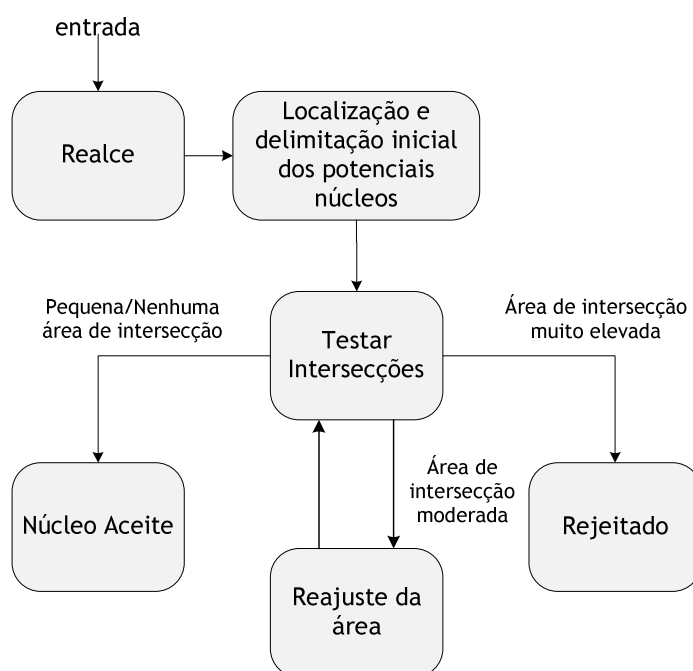 entrada
Realce
Localização e
delimitação inicial
dos potenciais
núcleos
Pequena/Nenhuma
área de intersecção
Testar
Intersecções
Área de intersecção
muito elevada
Núcleo Aceite
Área de
intersecção
moderada
Rejeitado
Reajuste da
área